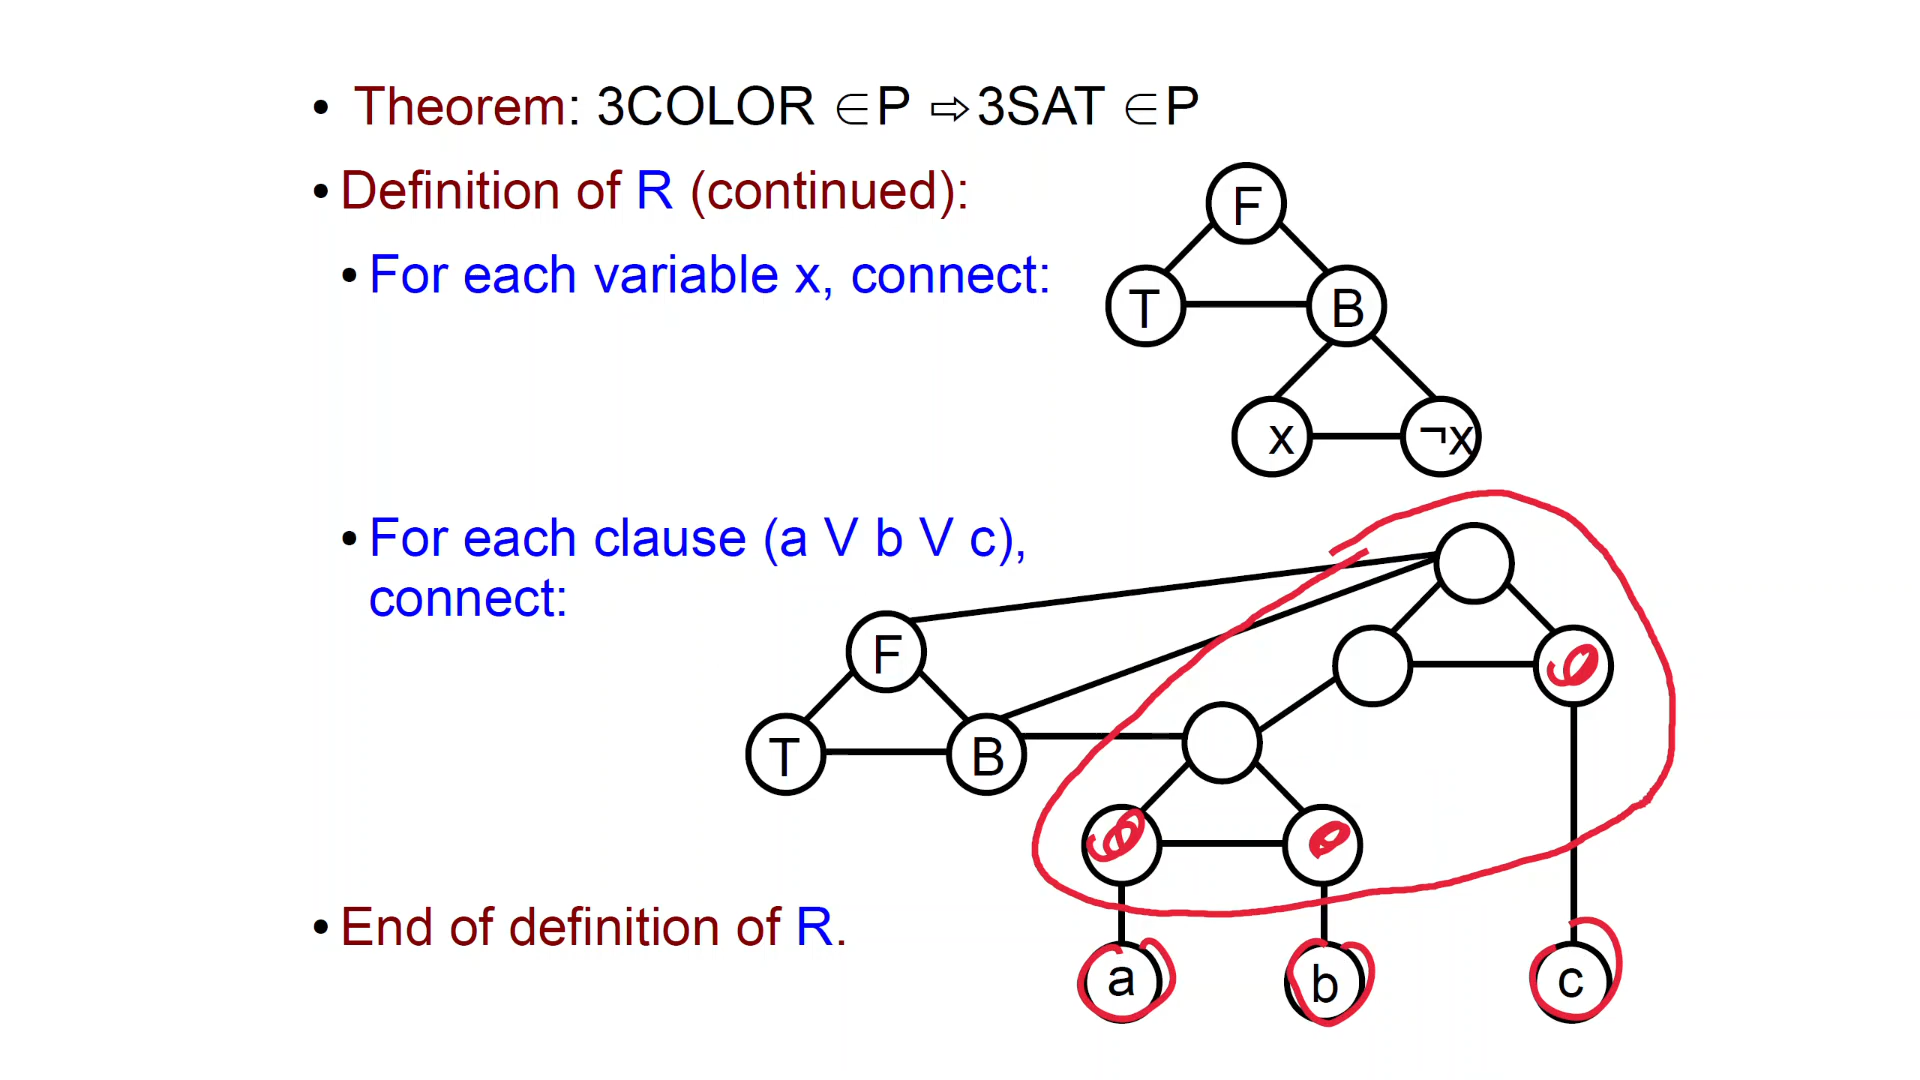 • Theorem: 3COLOR ∈P ⇨3SAT ∈P
• Definition of R (continued):
• For each variable x, connect:
F
T B
x ¬x
• For each clause (a V b V c),
connect:
F
T B
• End of definition of R.
a b c